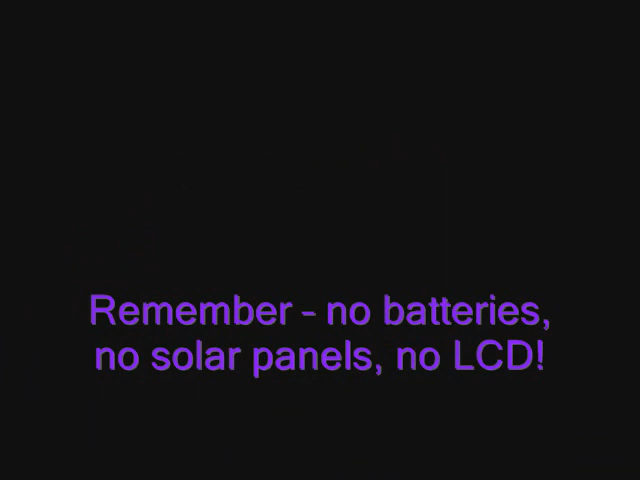 Remember - no batteries,
no solar panels, no LCD!